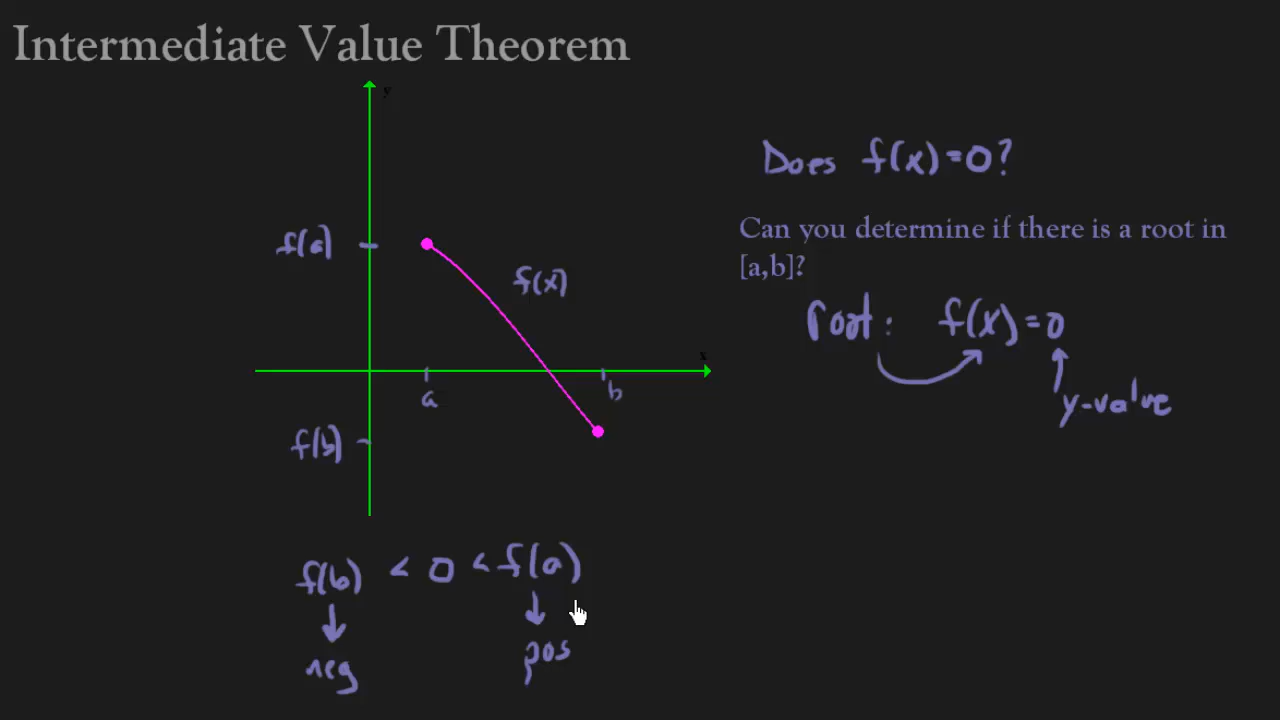 Intermediate Value Theorem
y
Does f(x)=0?
Can you determine if there is a root in
[a,b]?
f(a)
f(x)
root: f(x)=0
y-value
x
a
b
f(b)
f(b) < 0 < f(a)
neg
pos